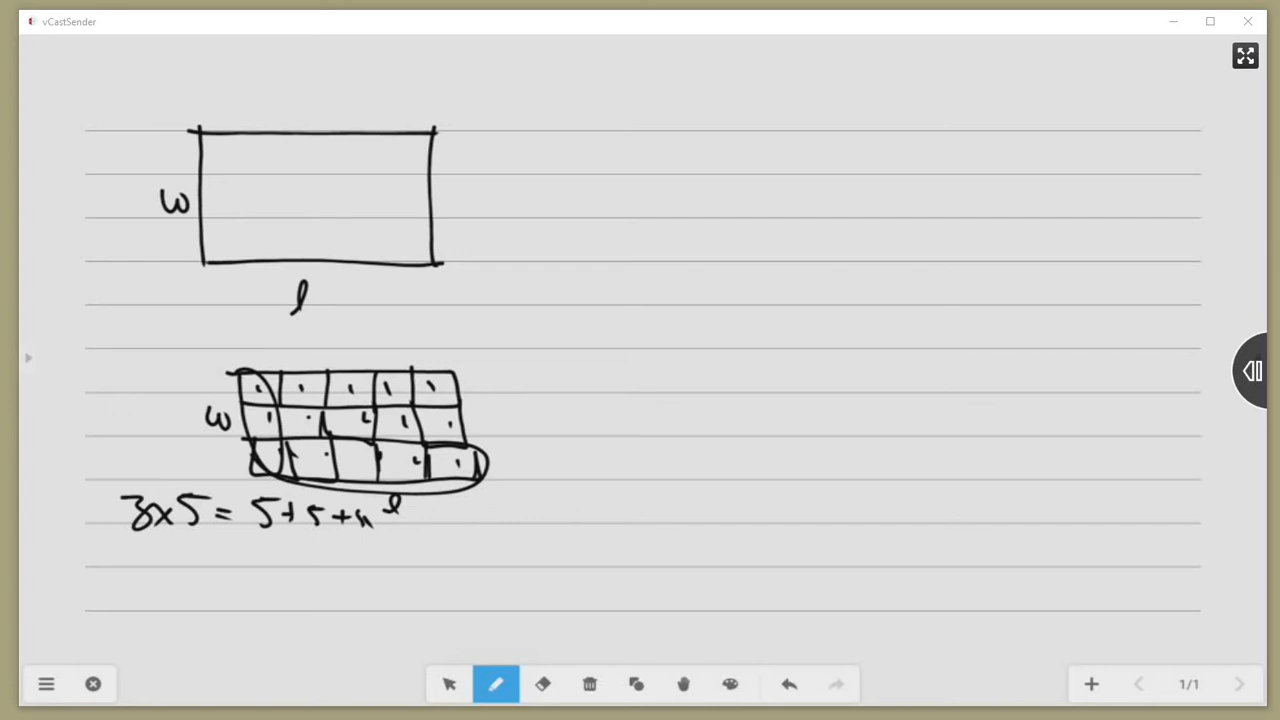 vCastSender
w
l
w
3x5 = 5+5+
l
1/1